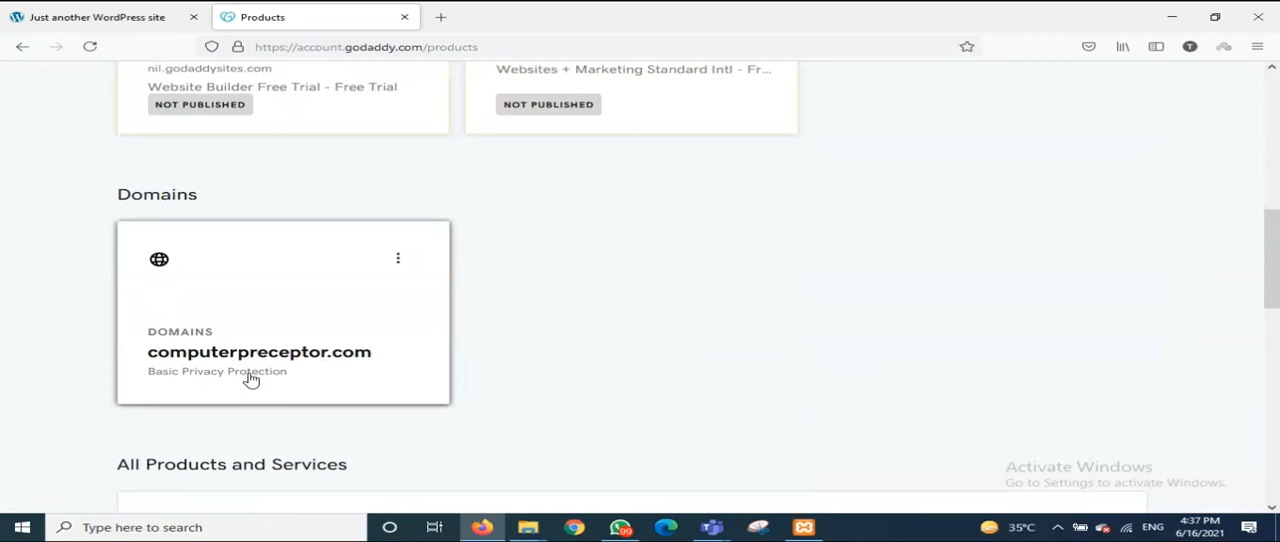 Just another WordPress site
Products
https://account.godaddy.com/products
nil.godaddysites.com
Website Builder Free Trial - Free Trial
NOT PUBLISHED
Websites + Marketing Standard Intl - Fr...
NOT PUBLISHED
Domains
DOMAINS
computerpreceptor.com
Basic Privacy Protection
All Products and Services
Activate Windows
Go to Settings to activate Windows.
Type here to search
99
35°C
ENG
4:37 PM
6/16/2021